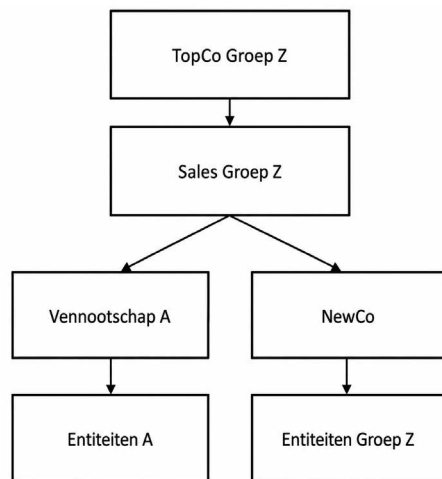 TopCo Groep Z
Sales Groep Z
Vennootschap A
NewCo
Entiteiten A
Entiteiten Groep Z